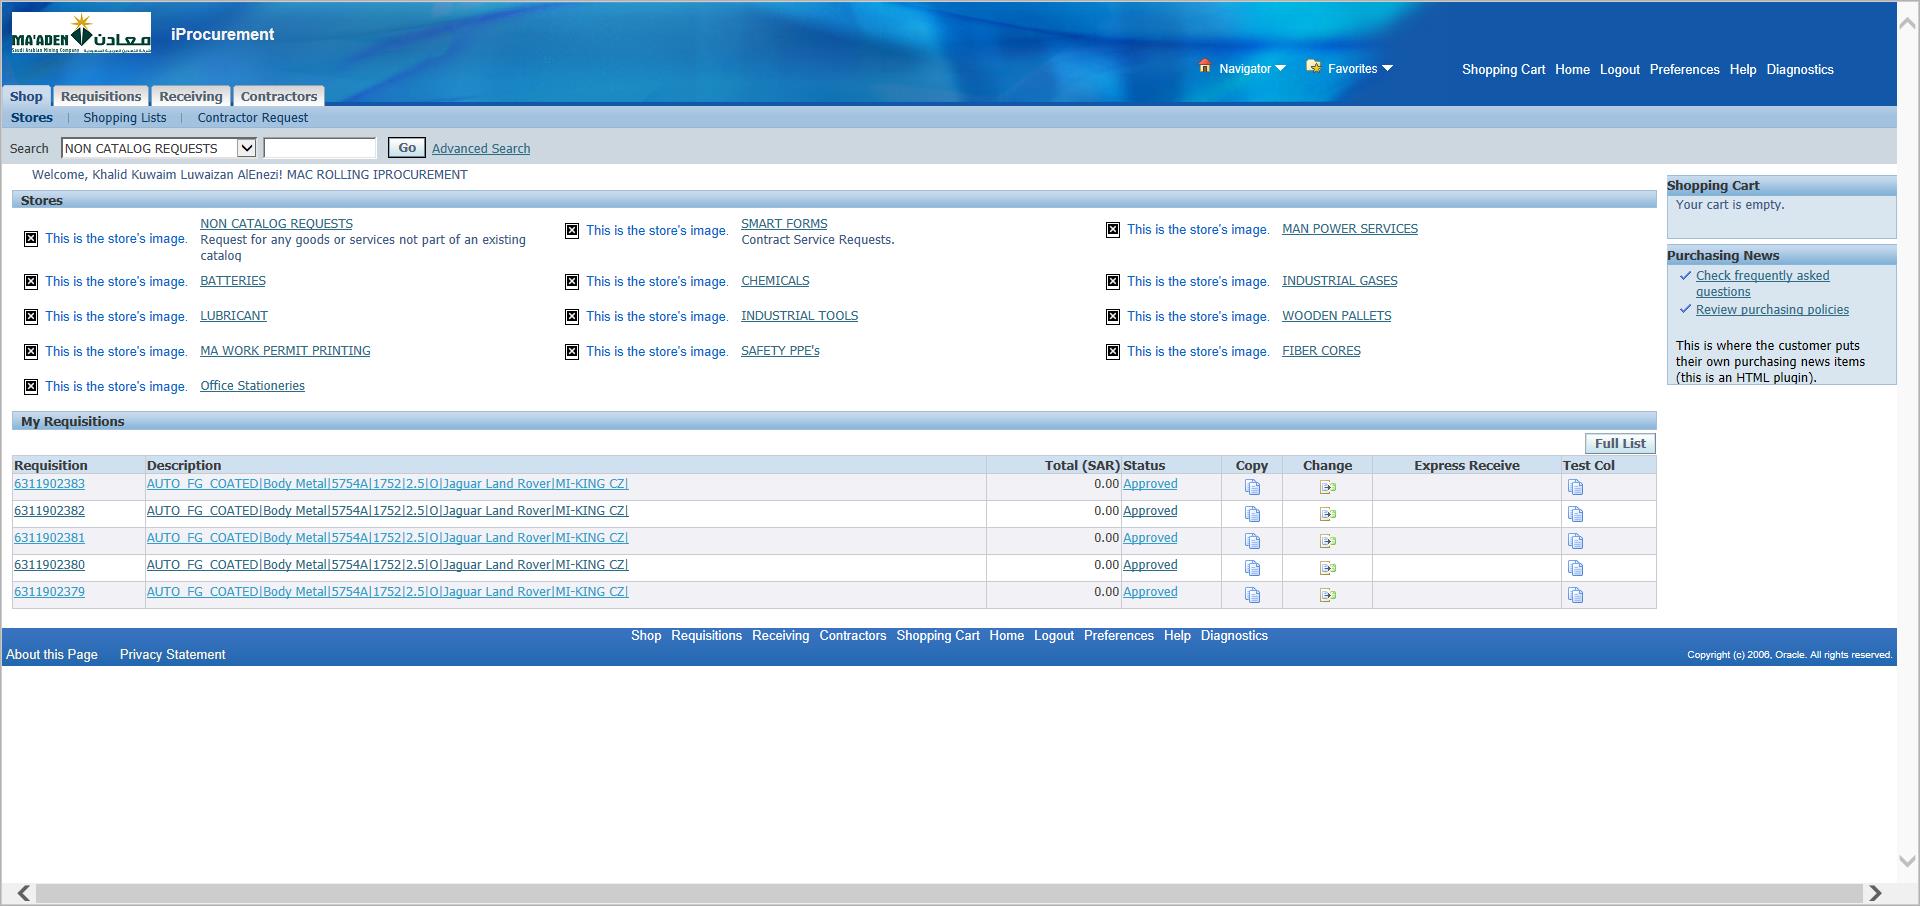 MA'ADEN معادن
Saudi Arabian Mining Company
iProcurement
Navigator Favorites Shopping Cart Home Logout Preferences Help Diagnostics
Shop Requisitions Receiving Contractors
Stores | Shopping Lists | Contractor Request
Search NON CATALOG REQUESTS Go Advanced Search
Welcome, Khalid Kuwaim Luwaizan AlEnezi! MAC ROLLING IPROCUREMENT
Stores
This is the store's image. NON CATALOG REQUESTS
Request for any goods or services not part of an existing
catalog
This is the store's image. SMART FORMS
Contract Service Requests.
This is the store's image. MAN POWER SERVICES
This is the store's image. BATTERIES
This is the store's image. CHEMICALS
This is the store's image. INDUSTRIAL GASES
This is the store's image. LUBRICANT
This is the store's image. INDUSTRIAL TOOLS
This is the store's image. WOODEN PALLETS
This is the store's image. MA WORK PERMIT PRINTING
This is the store's image. SAFETY PPE's
This is the store's image. FIBER CORES
This is the store's image. Office Stationeries
Shopping Cart
Your cart is empty.
Purchasing News
Check frequently asked
questions
Review purchasing policies
This is where the customer puts
their own purchasing news items
(this is an HTML plugin).
My Requisitions
Full List
Requisition Description Total (SAR) Status Copy Change Express Receive Test Col
6311902383 AUTO_FG_COATED|Body Metal|5754A|1752|2.5|O|Jaguar Land Rover|MI-KING CZ| 0.00 Approved
6311902382 AUTO_FG_COATED|Body Metal|5754A|1752|2.5|O|Jaguar Land Rover|MI-KING CZ| 0.00 Approved
6311902381 AUTO_FG_COATED|Body Metal|5754A|1752|2.5|O|Jaguar Land Rover|MI-KING CZ| 0.00 Approved
6311902380 AUTO_FG_COATED|Body Metal|5754A|1752|2.5|O|Jaguar Land Rover|MI-KING CZ| 0.00 Approved
6311902379 AUTO_FG_COATED|Body Metal|5754A|1752|2.5|O|Jaguar Land Rover|MI-KING CZ| 0.00 Approved
Shop Requisitions Receiving Contractors Shopping Cart Home Logout Preferences Help Diagnostics
About this Page Privacy Statement
Copyright (c) 2006, Oracle. All rights reserved.